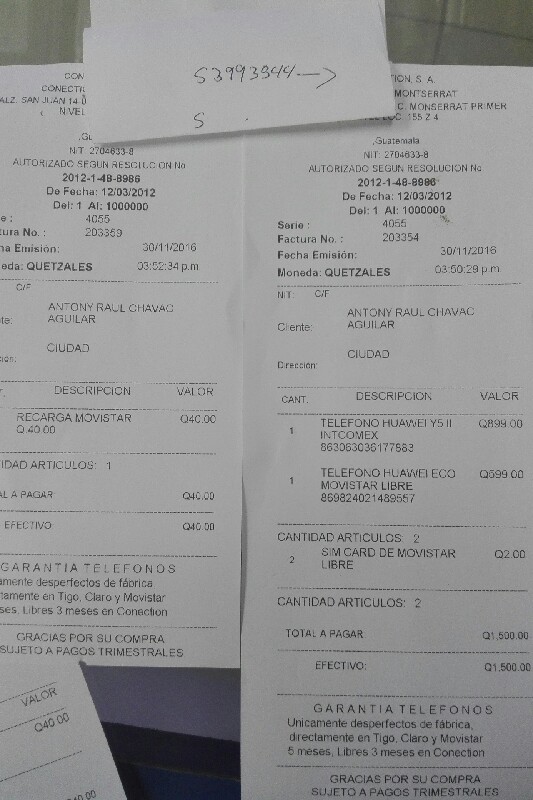 53993944-->
S .
CON
CONECTI
ALZ. SAN JUAN 14-0
NIVEL
,GU
NIT: 2704633-8
AUTORIZADO SEGUN RESOLUCION No
2012-1-48-8986
De Fecha: 12/03/2012
Del: 1 Al: 1000000
e : 4055
actura No. : 203359
ha Emisión: 30/11/2016
neda: QUETZALES 03:52:34 p.m
C/F
nte: ANTONY RAUL CHAVAC
AGUILAR
CIUDAD
ción:
T. DESCRIPCION VALOR
RECARGA MOVISTAR Q40.00
Q.40.00
IDAD ARTICULOS: 1
AL A PAGAR Q40.00
EFECTIVO: Q40.00
GARANTIA TELEFONOS
amente desperfectos de fábrica
ctamente en Tigo, Claro y Movistar
ses, Libres 3 meses en Conection
GRACIAS POR SU COMPRA
SUJETO A PAGOS TRIMESTRALES
VALOR
Q40.00
40.00
TION, S. A.
MONTSERRAT
C. MONSERRAT PRIMER
LOC. 155 Z 4
,Guatemala
NIT: 2704633-8
AUTORIZADO SEGUN RESOLUCION No
2012-1-48-8986
De Fecha: 12/03/2012
Del: 1 Al: 1000000
Serie : 4055
Factura No. : 203354
Fecha Emisión: 30/11/2016
Moneda: QUETZALES 03:50:29 p.m
NIT: C/F
Cliente: ANTONY RAUL CHAVAC
AGUILAR
CIUDAD
Dirección:
CANT. DESCRIPCION VALOR
1 TELEFONO HUAWEI Y5 II Q899.00
INTCOMEX
863063036177883
1 TELEFONO HUAWEI ECO Q599.00
MOVISTAR LIBRE
869824021489557
CANTIDAD ARTICULOS: 2
2 SIM CARD DE MOVISTAR Q2.00
LIBRE
CANTIDAD ARTICULOS: 2
TOTAL A PAGAR: Q1,500.00
EFECTIVO: Q1,500.00
GARANTIA TELEFONOS
Unicamente desperfectos de fábrica,
directamente en Tigo, Claro y Movistar
5 meses, Libres 3 meses en Conection
GRACIAS POR SU COMPRA
SUJETO A PAGOS TRIMESTRALES